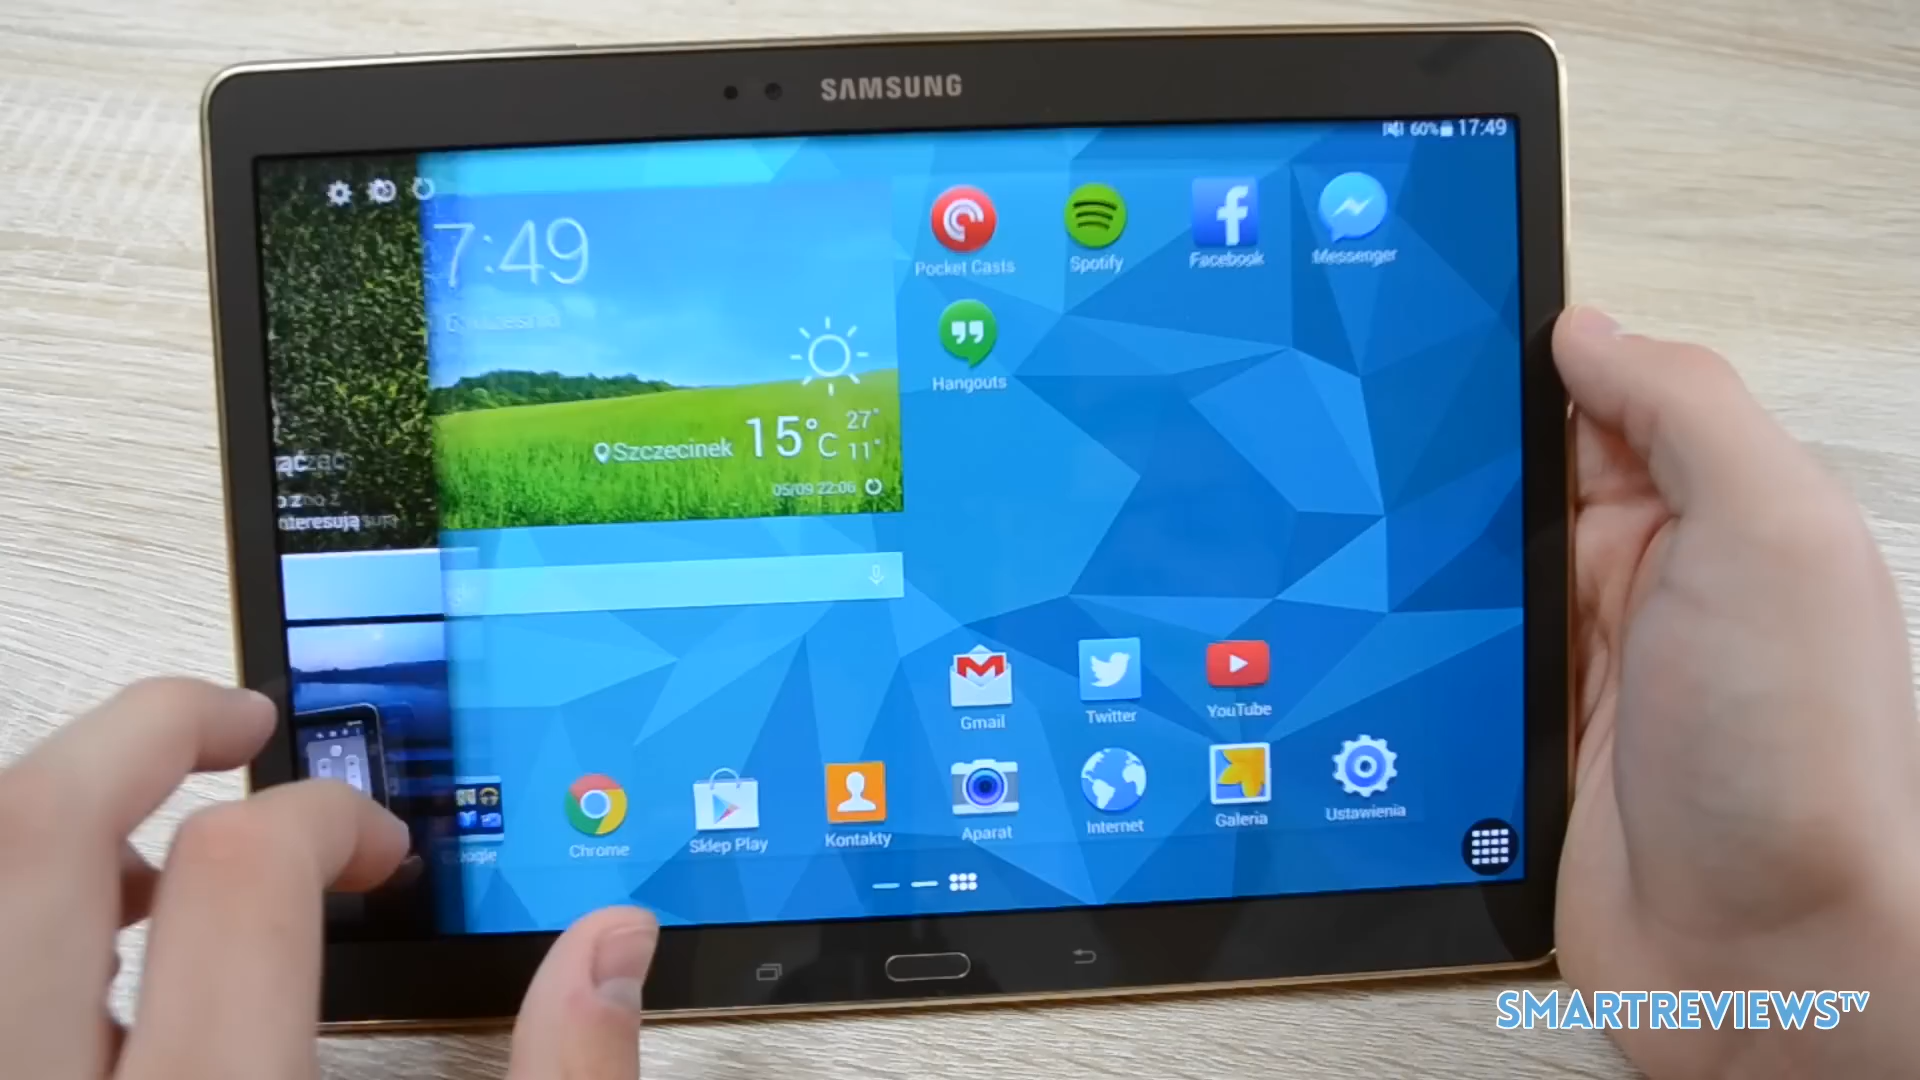 SAMSUNG
60% 17:49
7:49
Pocket Casts
Spotify
Facebook
Messenger
Hangouts
27°
Szczecinek 15°C
11°
05/09 22:06
Gmail
Twitter
YouTube
Google
Chrome
Sklep Play
Kontakty
Aparat
Internet
Galeria
Ustawienia
SMARTREVIEWSTV